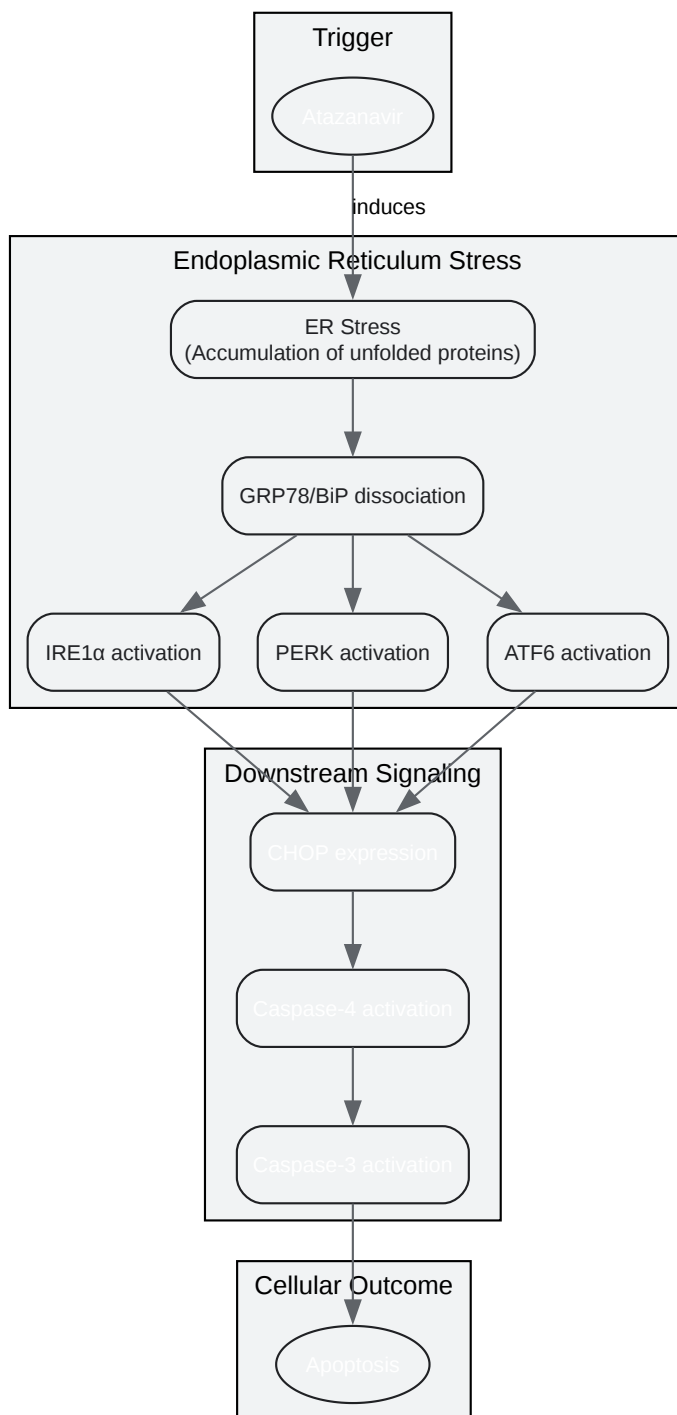 Trigger
Atazanavir
induces
Endoplasmic Reticulum Stress
ER Stress
(Accumulation of unfolded proteins)
GRP78/BiP dissociation
IRE1α activation
PERK activation
ATF6 activation
Downstream Signaling
CHOP expression
Caspase-4 activation
Caspase-3 activation
Cellular Outcome
Apoptosis